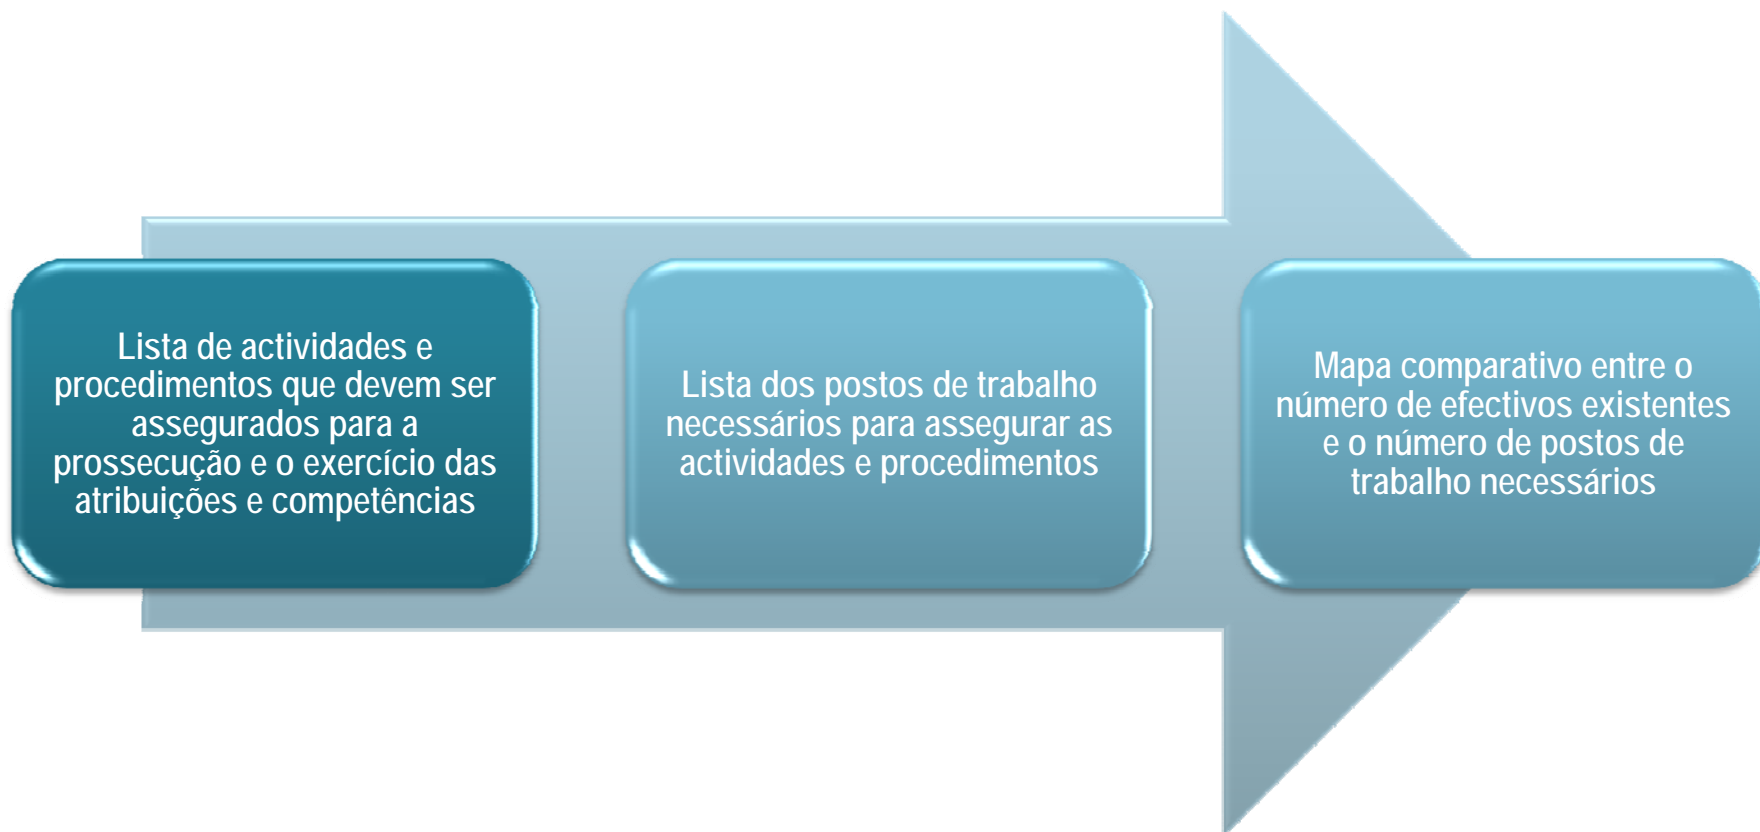 Lista de actividades e
procedimentos que devem ser
assegurados para a
prossecução e o exercício das
atribuições e competências
Lista dos postos de trabalho
necessários para assegurar as
actividades e procedimentos
Mapa comparativo entre o
número de efectivos existentes
e o número de postos de
trabalho necessários